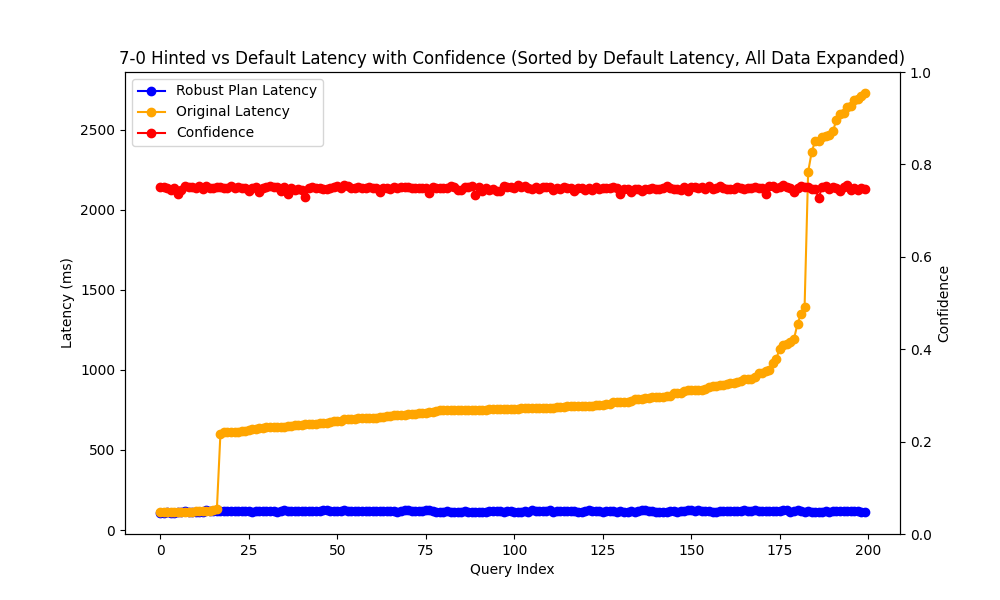 7-0 Hinted vs Default Latency with Confidence (Sorted by Default Latency, All Data Expanded)
Robust Plan Latency
Original Latency
Confidence
Latency (ms)
2500
2000
1500
1000
500
0
1.0
0.8
0.6
0.4
0.2
0.0
Confidence
0 25 50 75 100 125 150 175 200
Query Index